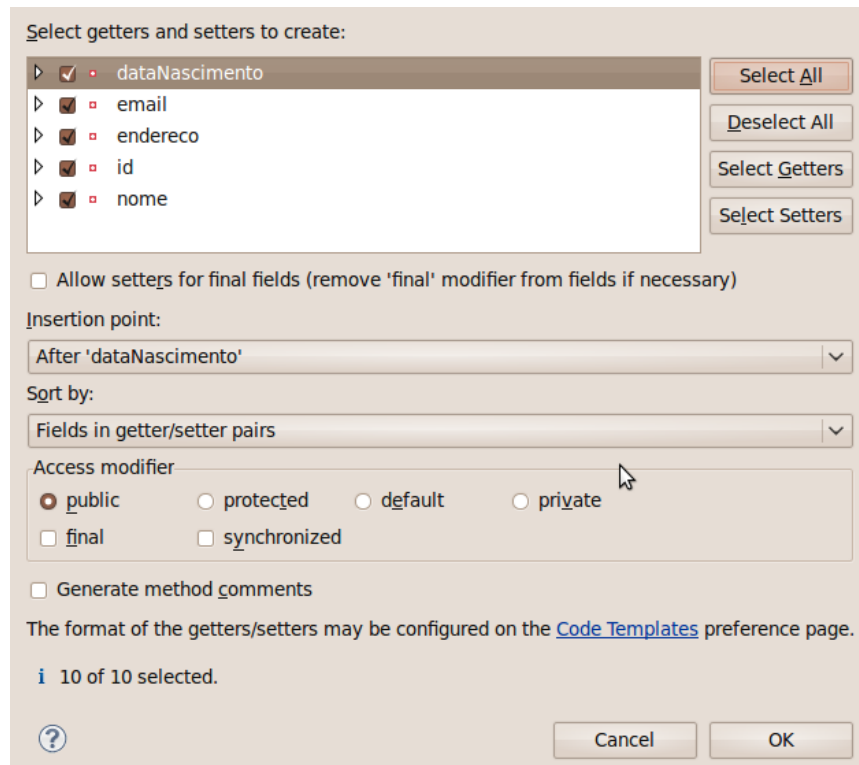 Select getters and setters to create:
dataNascimento
Select All
email
Deselect All
endereco
id
Select Getters
nome
Select Setters
Allow setters for final fields (remove 'final' modifier from fields if necessary)
Insertion point:
After 'dataNascimento'
Sort by:
Fields in getter/setter pairs
Access modifier
public protected default private
final synchronized
Generate method comments
The format of the getters/setters may be configured on the Code Templates preference page.
i 10 of 10 selected.
? Cancel OK